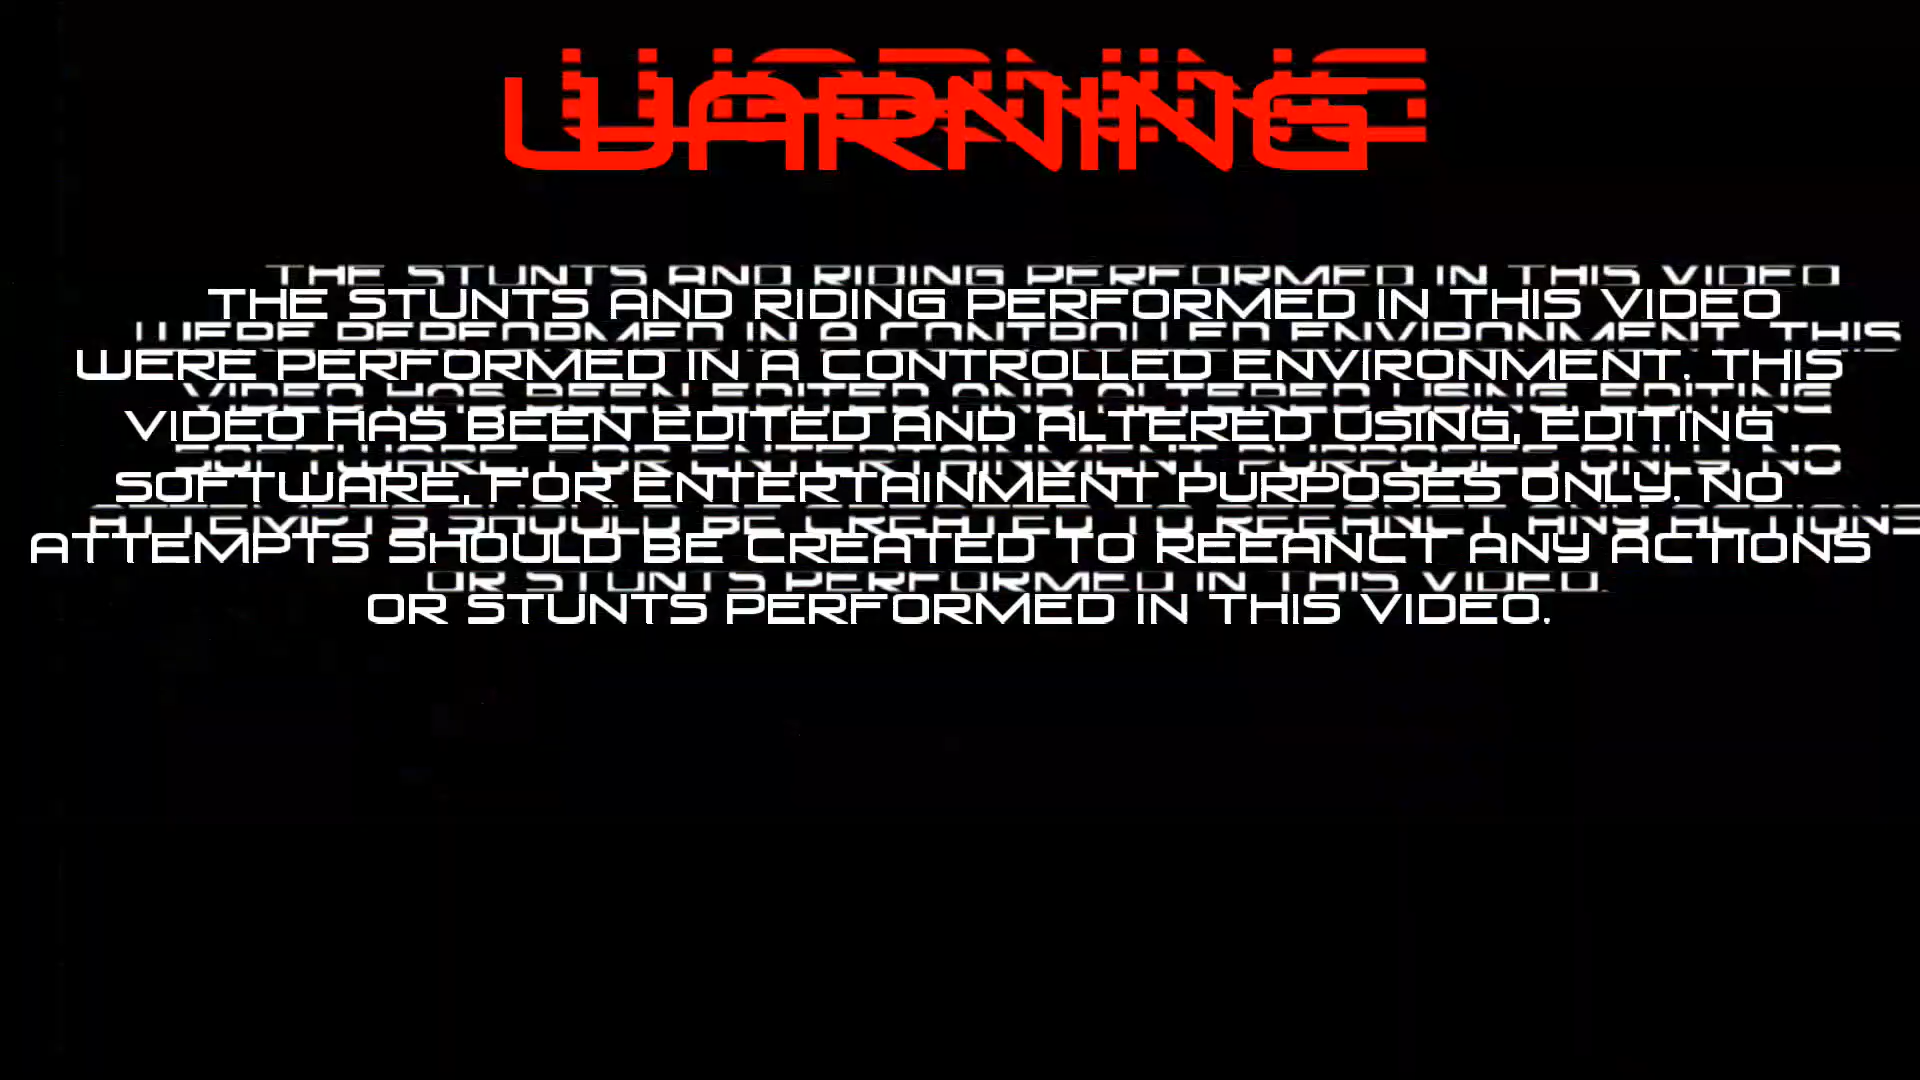 WARNING
THE STUNTS AND RIDING PERFORMED IN THIS VIDEO
WERE PERFORMED IN A CONTROLLED ENVIRONMENT. THIS
VIDEO HAS BEEN EDITED AND ALTERED USING, EDITING
SOFTWARE, FOR ENTERTAINMENT PURPOSES ONLY. NO
ATTEMPTS SHOULD BE CREATED TO REEANCT ANY ACTIONS
OR STUNTS PERFORMED IN THIS VIDEO.